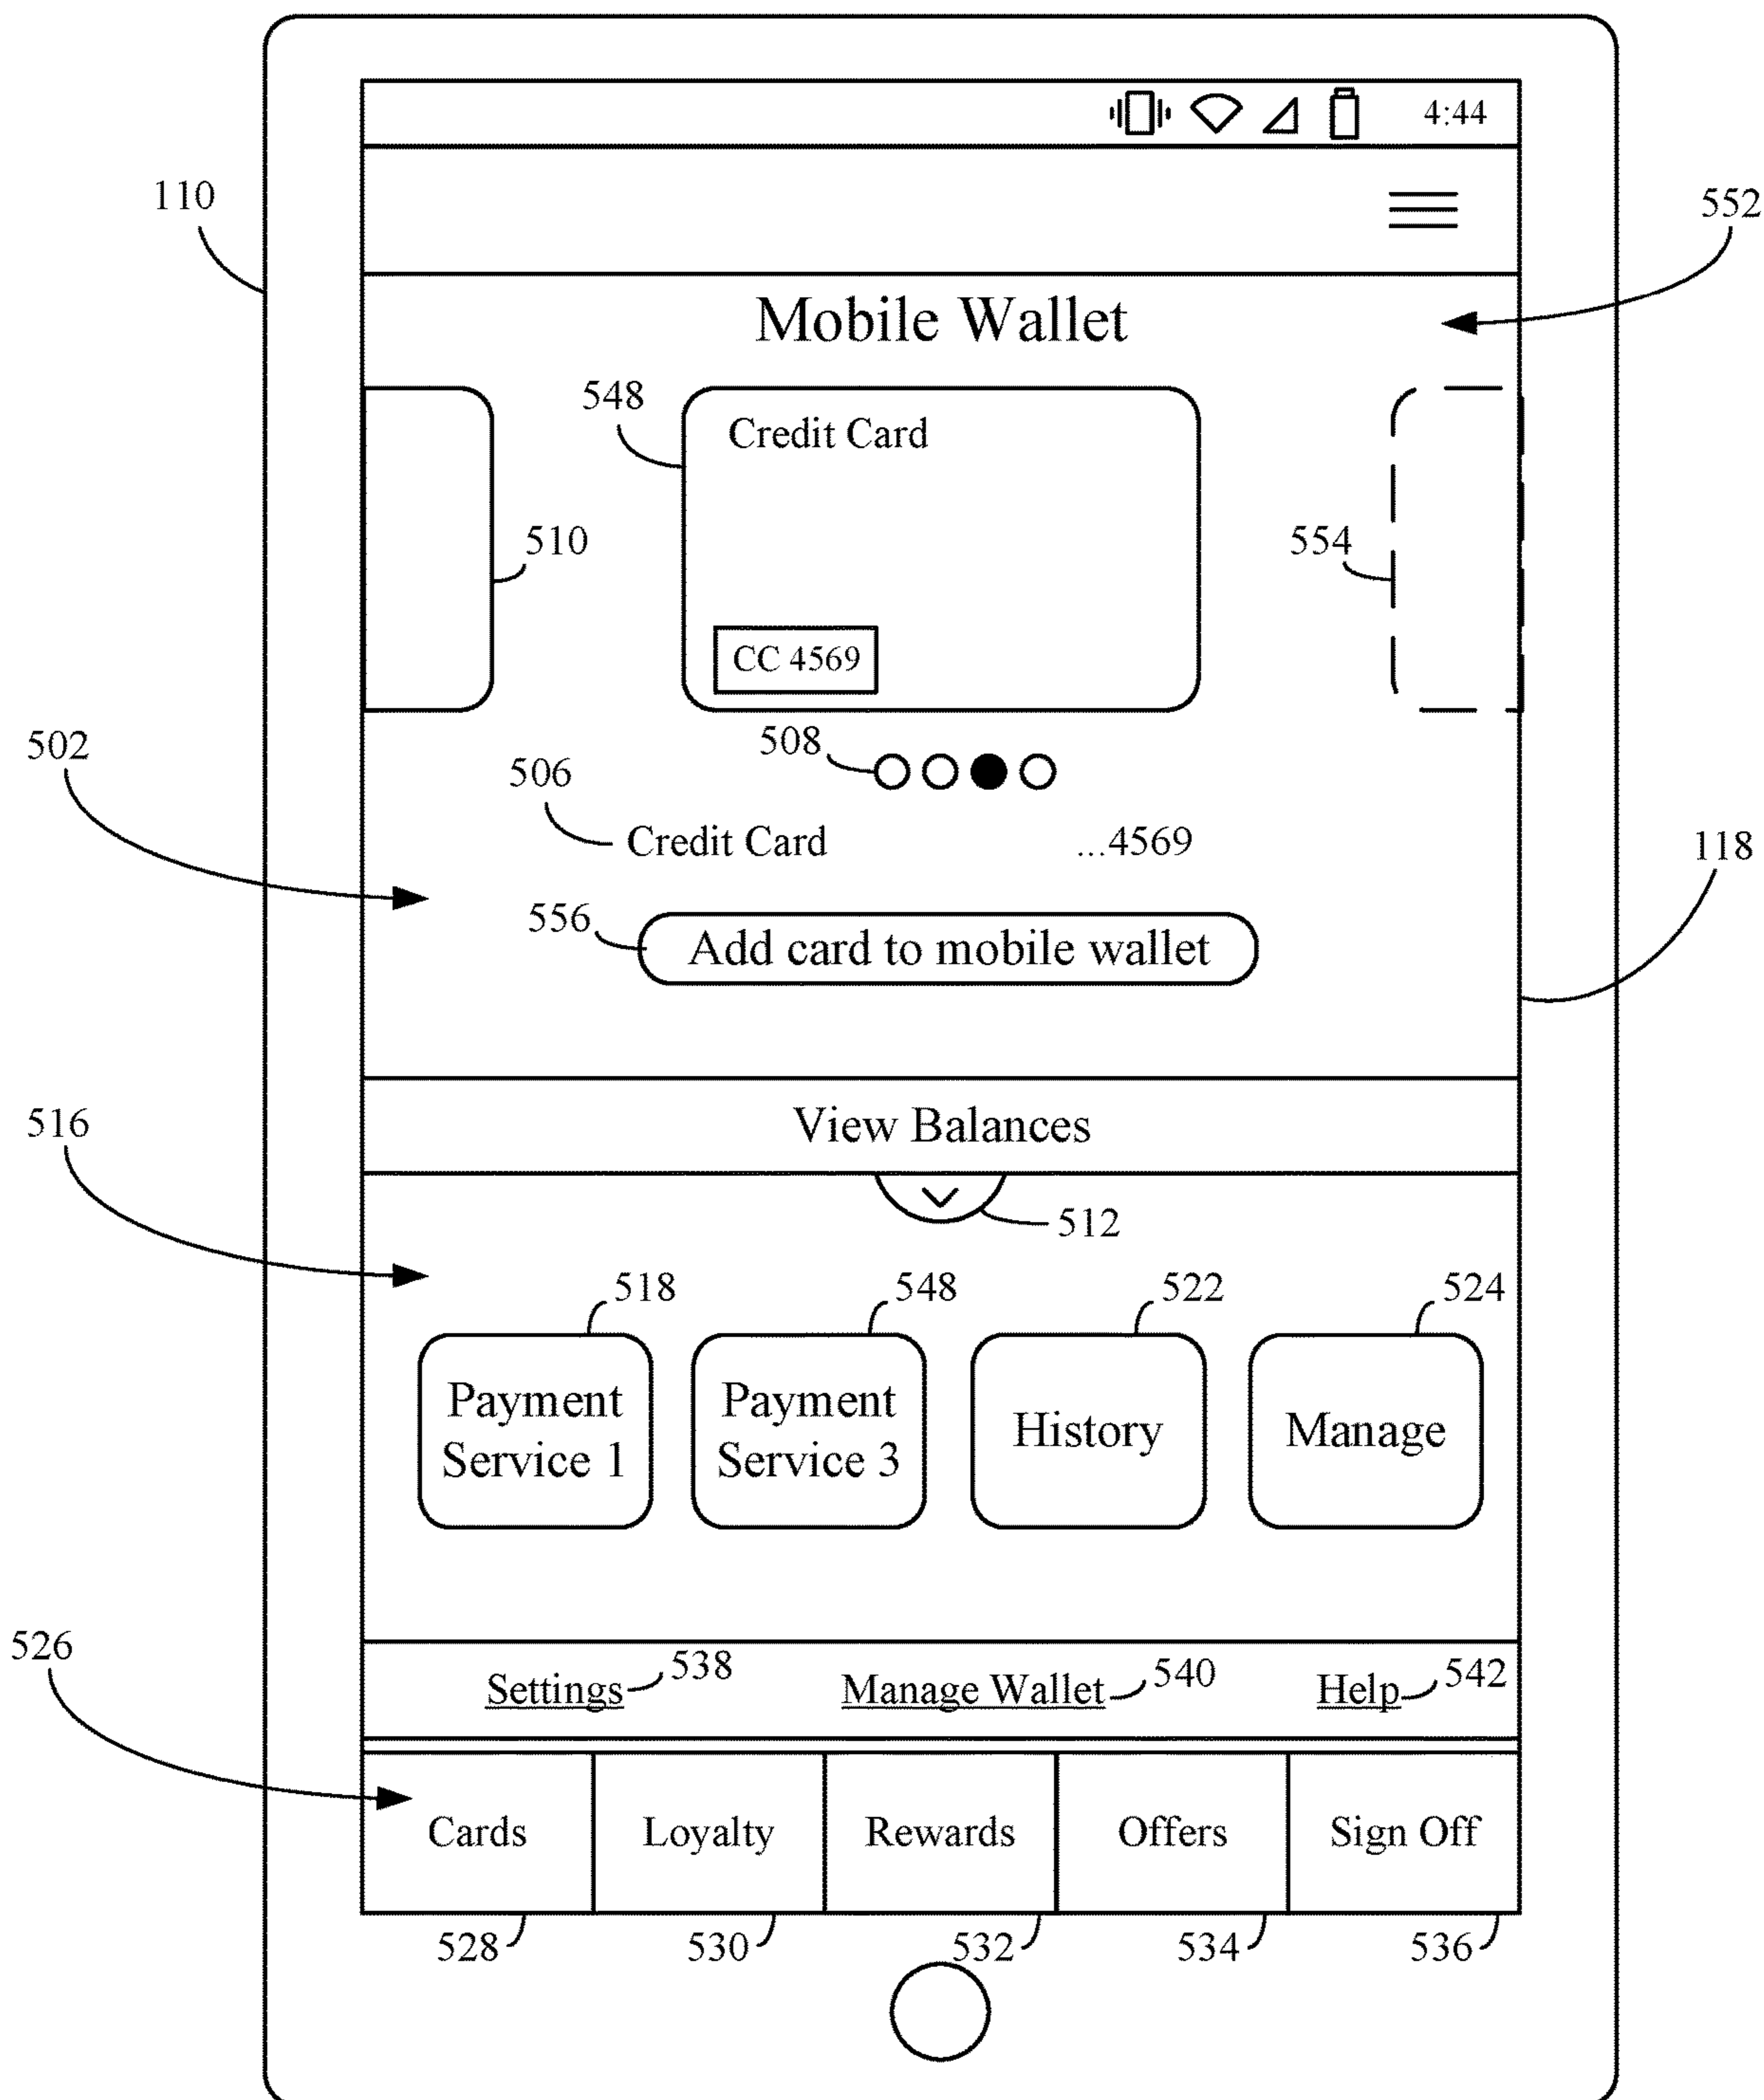 4:44
110
552
Mobile Wallet
548
Credit Card
510
554
CC 4569
502
508
506
Credit Card ...4569
118
556
Add card to mobile wallet
516
View Balances
512
518 548 522 524
Payment Service 1
Payment Service 3
History
Manage
526
Settings 538 Manage Wallet 540 Help 542
Cards Loyalty Rewards Offers Sign Off
528 530 532 534 536